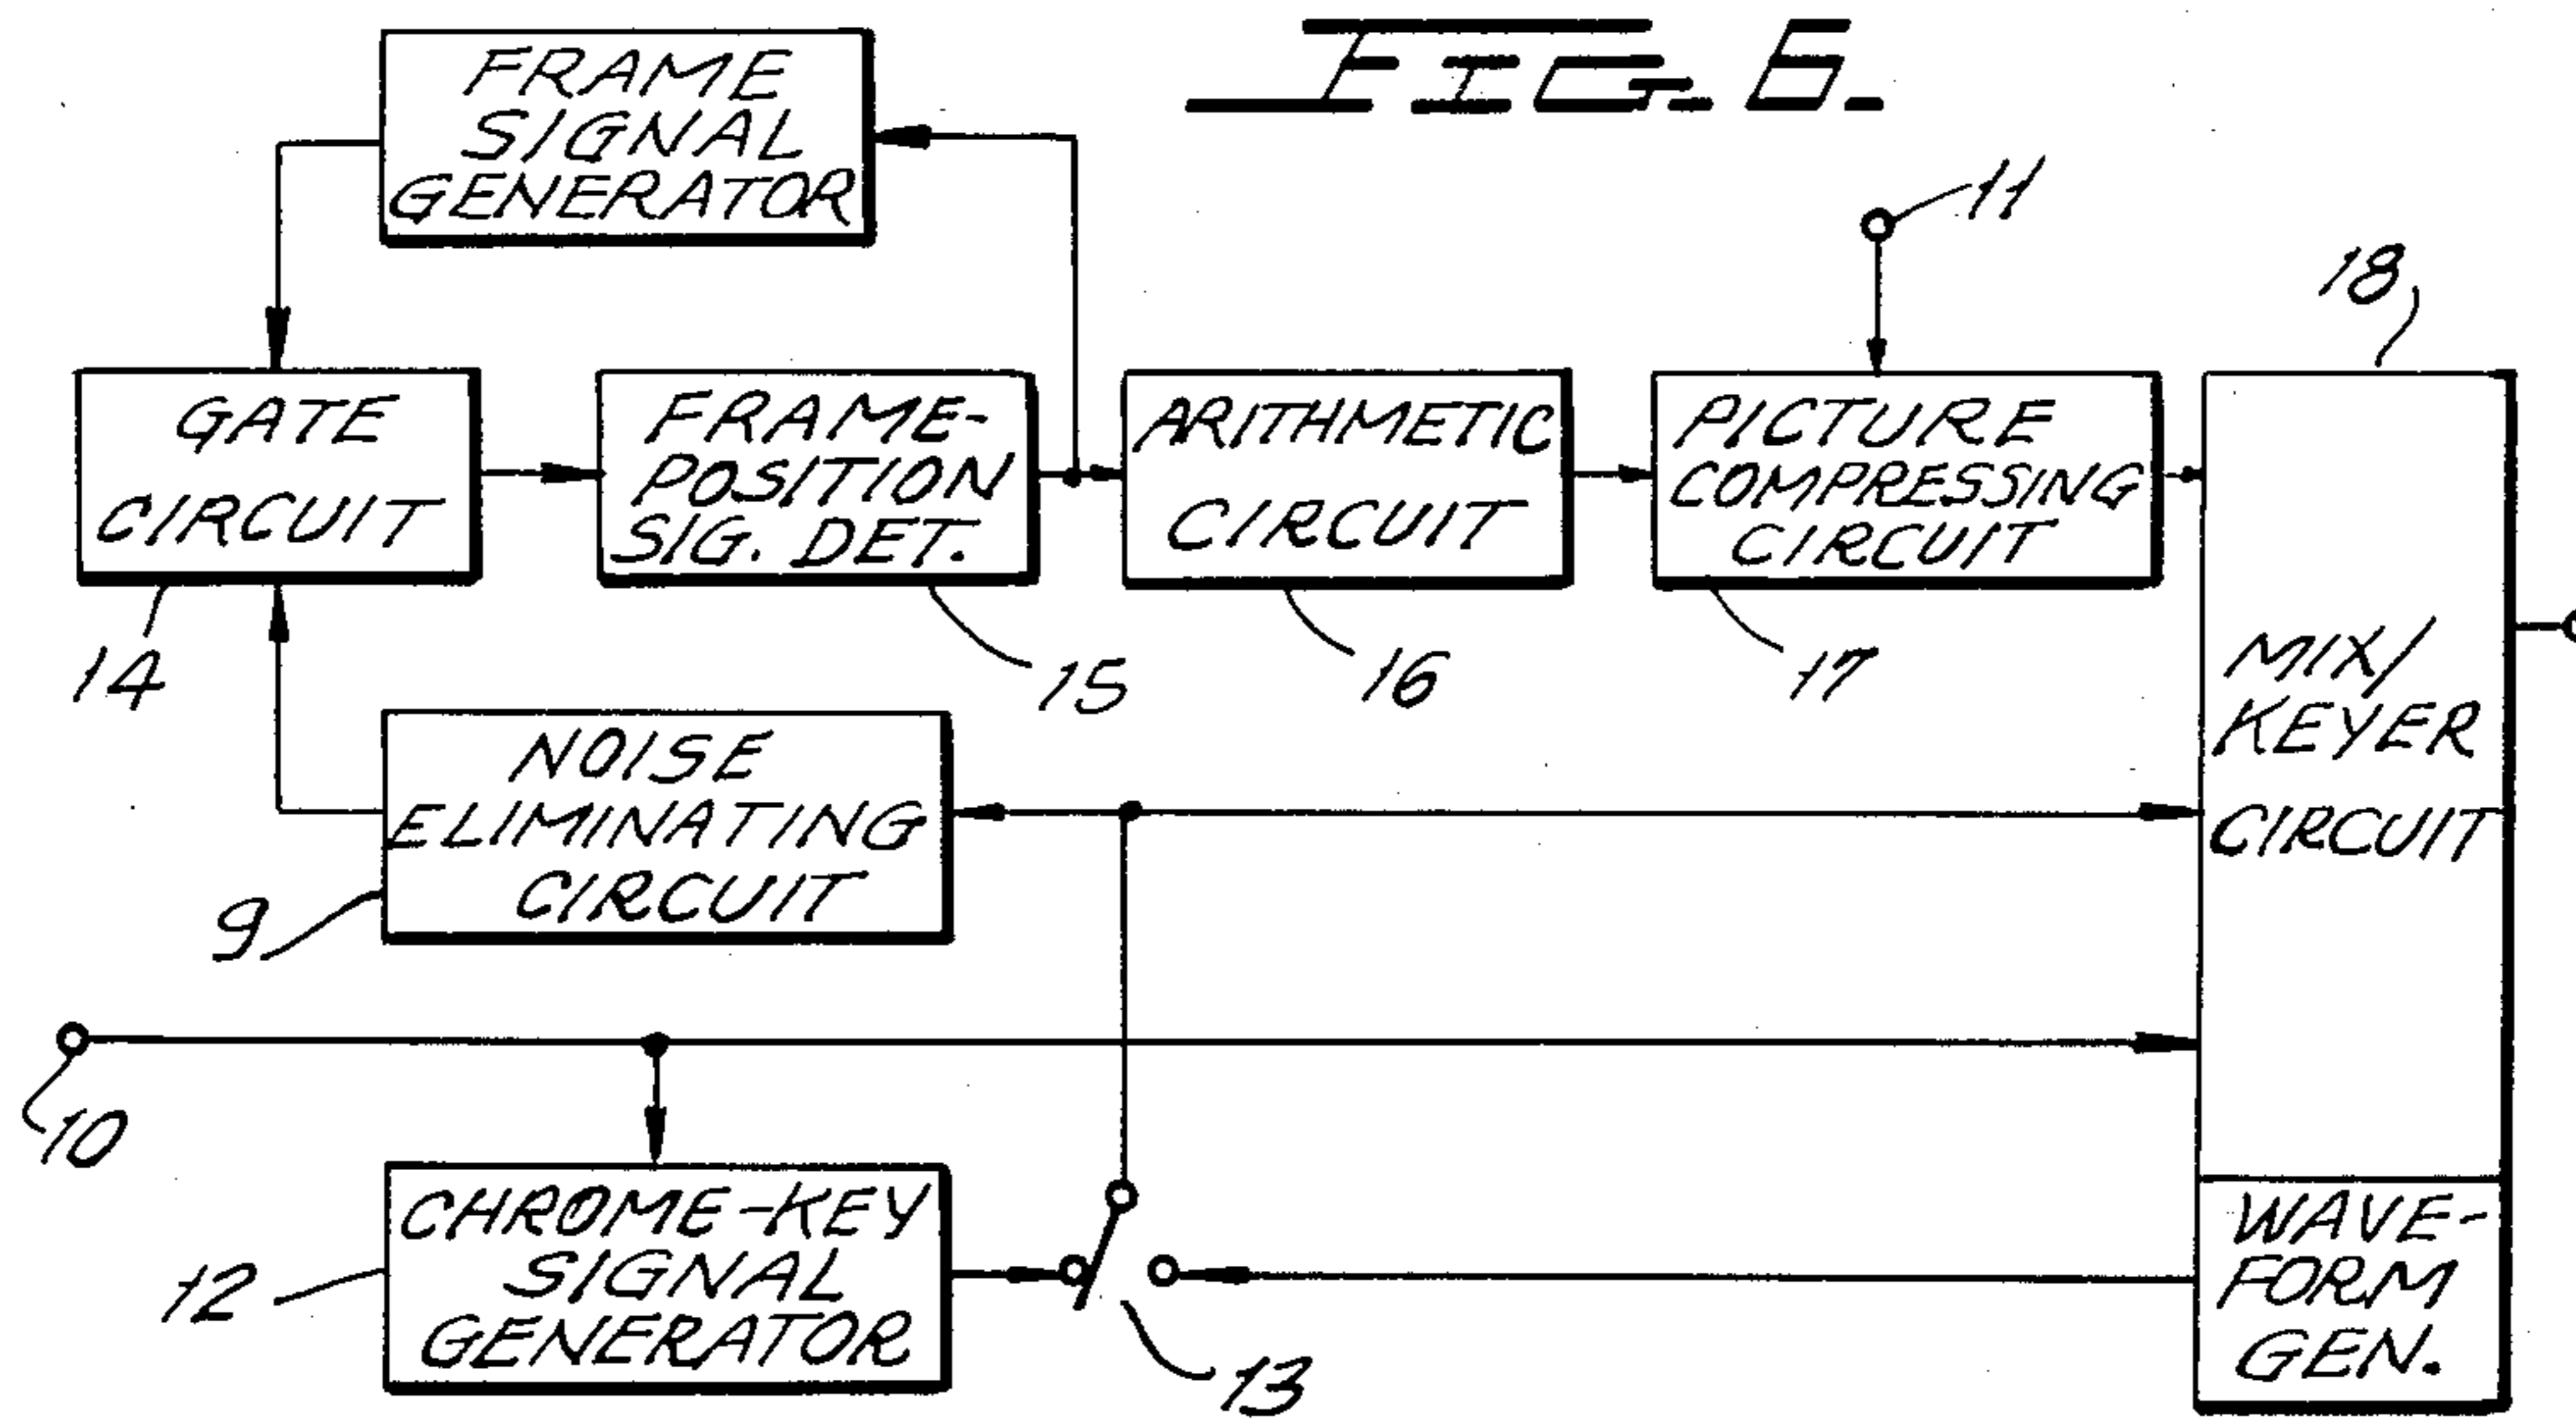 FIG. 6.
FRAME
SIGNAL
GENERATOR
11
18
GATE
CIRCUIT
FRAME-
POSITION
SIG. DET.
ARITHMETIC
CIRCUIT
PICTURE
COMPRESSING
CIRCUIT
14
15
16
17
MIX/
KEYER
CIRCUIT
NOISE
ELIMINATING
CIRCUIT
9
10
CHROME-KEY
SIGNAL
GENERATOR
12
13
WAVE-
FORM
GEN.